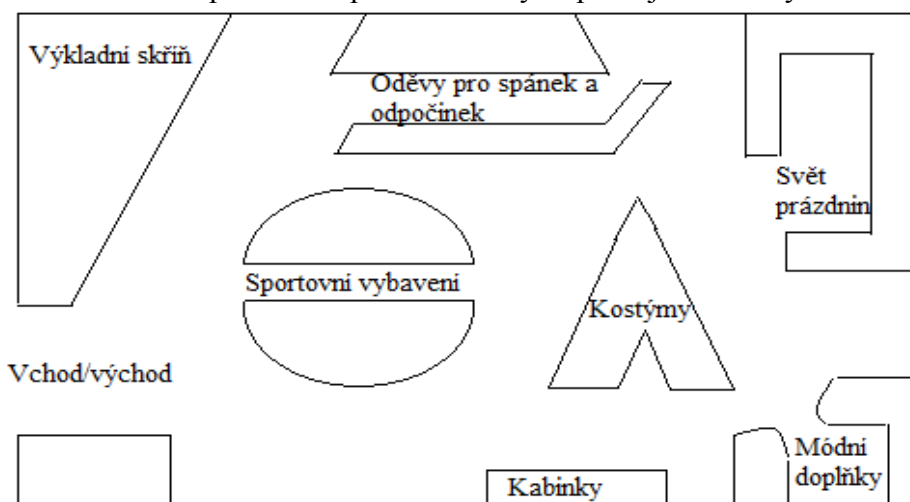 Výkladní skříň
Oděvy pro spánek a
odpočinek
Svět
prázdnin
Sportovní vybavení
Kostýmy
Vchod/východ
Módní
doplňky
Kabinky